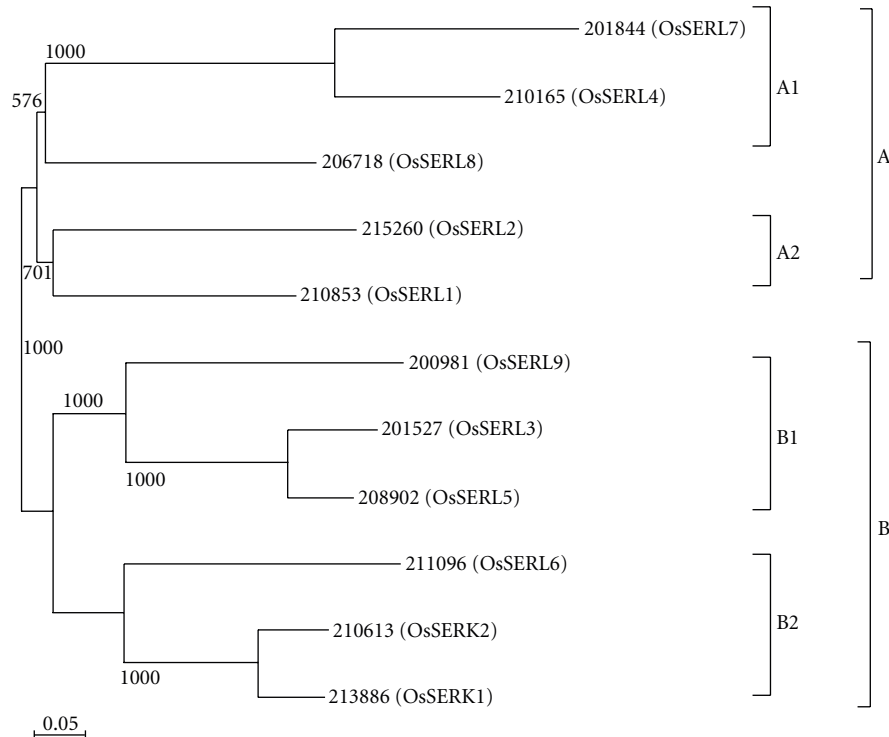 1000
201844 (OsSERL7)
A1
576
210165 (OsSERL4)
A
206718 (OsSERL8)
215260 (OsSERL2)
A2
701
210853 (OsSERL1)
1000
200981 (OsSERL9)
1000
201527 (OsSERL3)
B1
1000
208902 (OsSERL5)
B
211096 (OsSERL6)
210613 (OsSERK2)
B2
1000
213886 (OsSERK1)
0.05